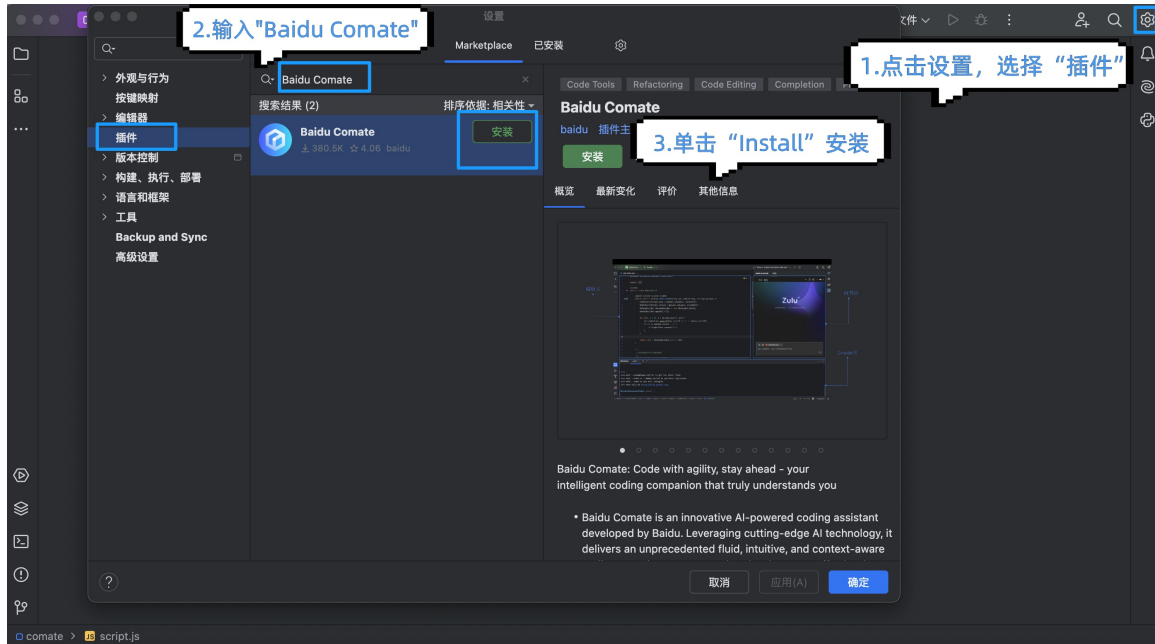 设置
2.输入"Baidu Comate"
文件
1.点击设置，选择“插件”
Marketplace
已安装
外观与行为
按键映射
编辑器
插件
版本控制
构建、执行、部署
语言和框架
工具
Backup and Sync
高级设置
Baidu Comate
搜索结果 (2)
排序依据: 相关性
Baidu Comate
380.5K 4.06 baidu
安装
Code Tools
Refactoring
Code Editing
Completion
Baidu Comate
baidu 插件主
3.单击“Install”安装
安装
概览
最新变化
评价
其他信息
Zulu
Baidu Comate: Code with agility, stay ahead - your
intelligent coding companion that truly understands you
• Baidu Comate is an innovative AI-powered coding assistant
developed by Baidu. Leveraging cutting-edge AI technology, it
delivers an unprecedented fluid, intuitive, and context-aware
?
取消
应用(A)
确定
comate > JS script.js